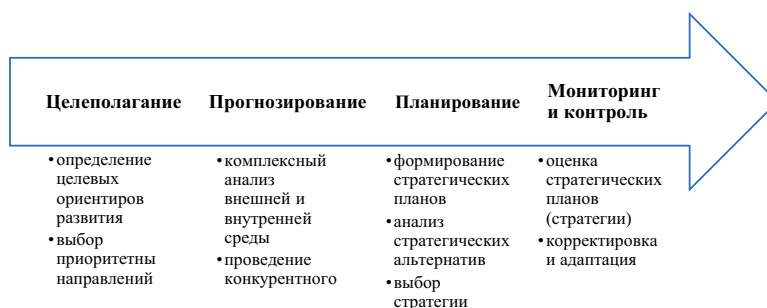 Целеполагание
Прогнозирование
Планирование
Мониторинг
и контроль
•определение
целевых
ориентиров
развития
•выбор
приоритетны
направлений
•комплексный
анализ
внешней и
внутренней
среды
•проведение
конкурентного
•формирование
стратегических
планов
•анализ
стратегических
альтернатив
•выбор
стратегии
•оценка
стратегических
планов
(стратегии)
•корректировка
и адаптация